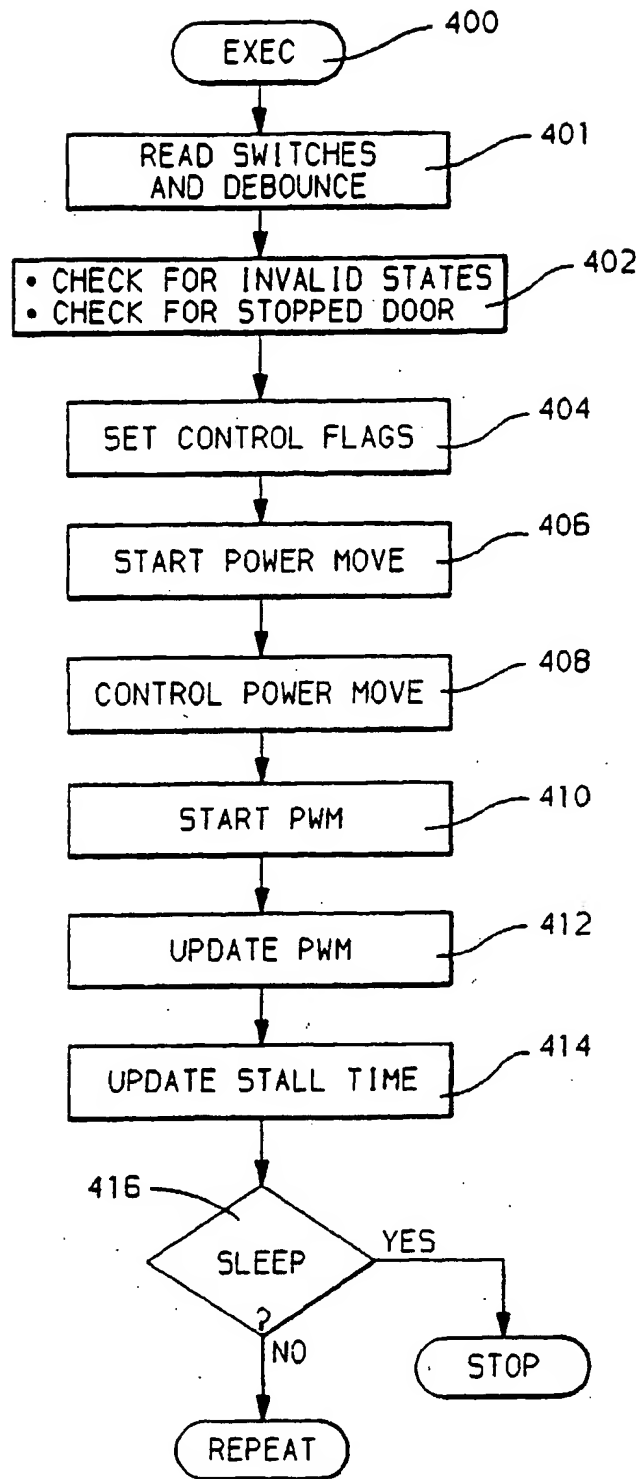 EXEC
400
READ SWITCHES
AND DEBOUNCE
401
• CHECK FOR INVALID STATES
• CHECK FOR STOPPED DOOR
402
SET CONTROL FLAGS
404
START POWER MOVE
406
CONTROL POWER MOVE
408
START PWM
410
UPDATE PWM
412
UPDATE STALL TIME
414
416
SLEEP
?
YES
NO
STOP
REPEAT